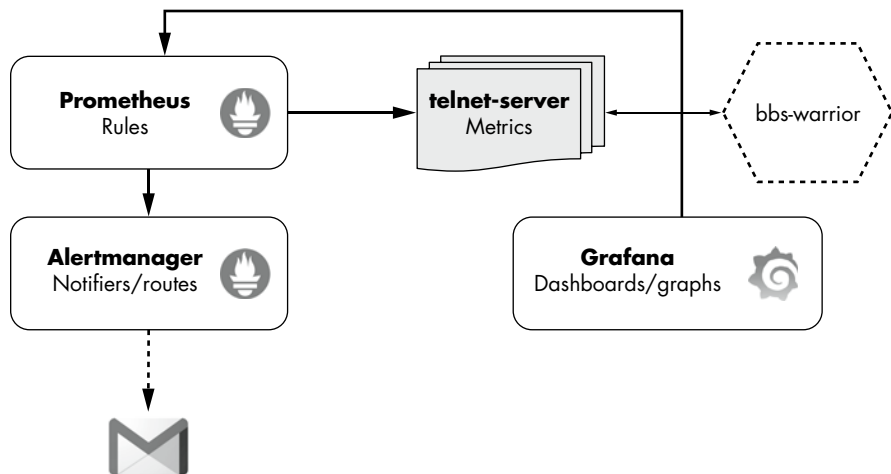 Prometheus
Rules
telnet-server
Metrics
bbs-warrior
Alertmanager
Notifiers/routes
Grafana
Dashboards/graphs